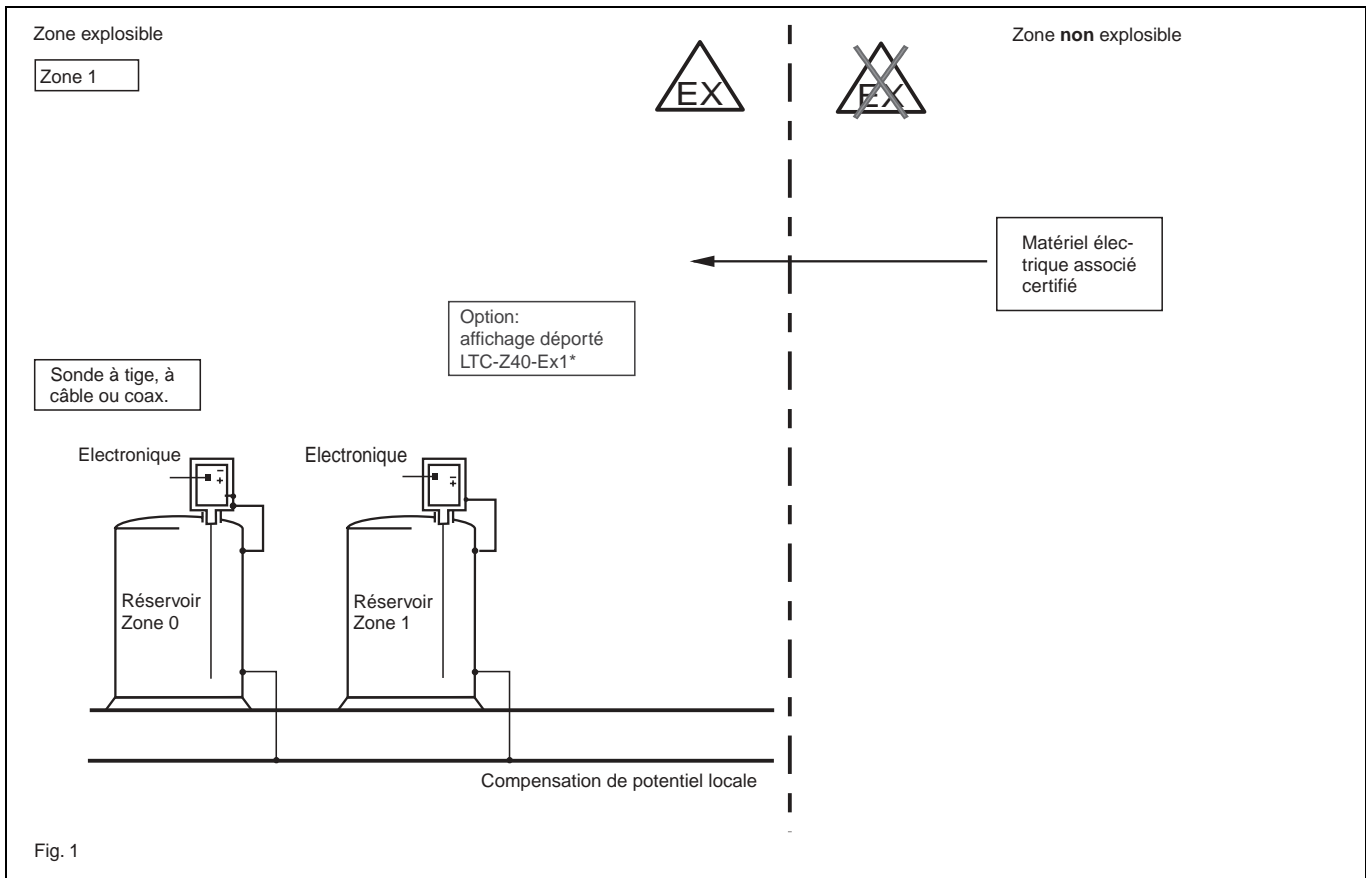 Zone explosible
Zone 1
EX
EX
Zone non explosible
Matériel élec-
trique associé
certifié
Option:
affichage déporté
LTC-Z40-Ex1*
Sonde à tige, à
câble ou coax.
Electronique
Electronique
– +
– +
Réservoir
Zone 0
Réservoir
Zone 1
Compensation de potentiel locale
Fig. 1